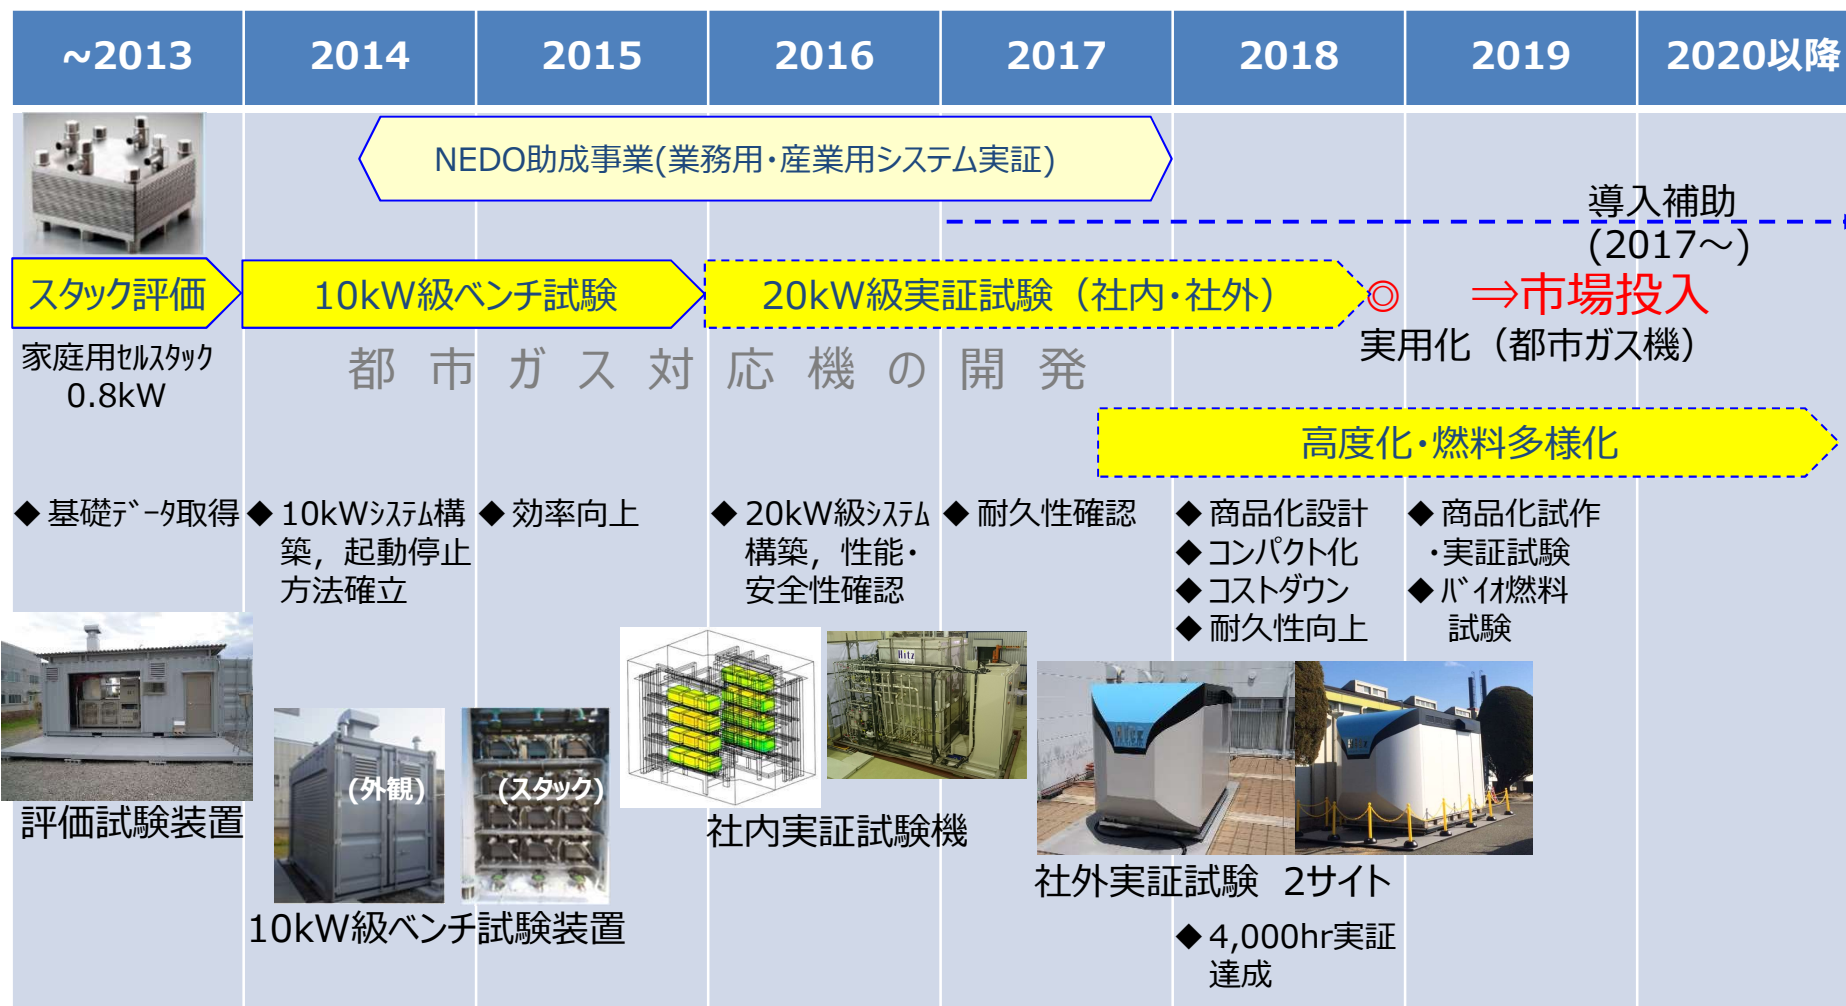 ~2013
2014
2015
2016
2017
2018
2019
2020以降
NEDO助成事業(業務用・産業用システム実証)
導入補助
(2017～)
スタック評価
10kW級ベンチ試験
20kW級実証試験（社内・社外）
◎ ⇒市場投入
実用化（都市ガス機）
家庭用ｾﾙｽﾀｯｸ
0.8kW
都市ガス対応機の開発
高度化・燃料多様化
◆ 基礎ﾃﾞｰﾀ取得
◆ 10kWｼｽﾃﾑ構
築，起動停止
方法確立
◆ 効率向上
◆ 20kW級ｼｽﾃﾑ
構築，性能・
安全性確認
◆ 耐久性確認
◆ 商品化設計
◆ コンパクト化
◆ コストダウン
◆ 耐久性向上
◆ 商品化試作
・実証試験
◆ ﾊﾞｲｵ燃料
試験
Hitz
Hitz
(外観)
(スタック)
評価試験装置
社内実証試験機
社外実証試験 2サイト
10kW級ベンチ試験装置
◆ 4,000hr実証
達成